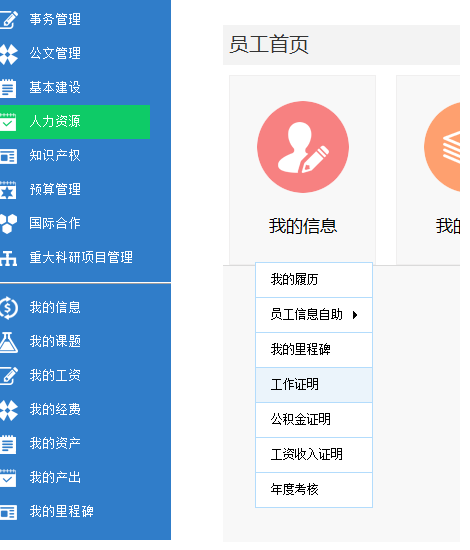 事务管理
公文管理
基本建设
人力资源
知识产权
预算管理
国际合作
重大科研项目管理
我的信息
我的课题
我的工资
我的经费
我的资产
我的产出
我的里程碑
员工首页
我的信息
我的
我的履历
员工信息自助
我的里程碑
工作证明
公积金证明
工资收入证明
年度考核